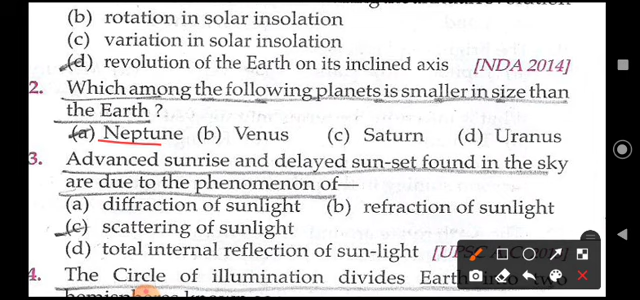 (b) rotation in solar insolation
(c) variation in solar insolation
(d) revolution of the Earth on its inclined axis [NDA 2014]
2. Which among the following planets is smaller in size than
the Earth ?
(a) Neptune (b) Venus (c) Saturn (d) Uranus
3. Advanced sunrise and delayed sun-set found in the sky
are due to the phenomenon of—
(a) diffraction of sunlight (b) refraction of sunlight
(c) scattering of sunlight
(d) total internal reflection of sun-light
4. The Circle of illumination divides Earth into two